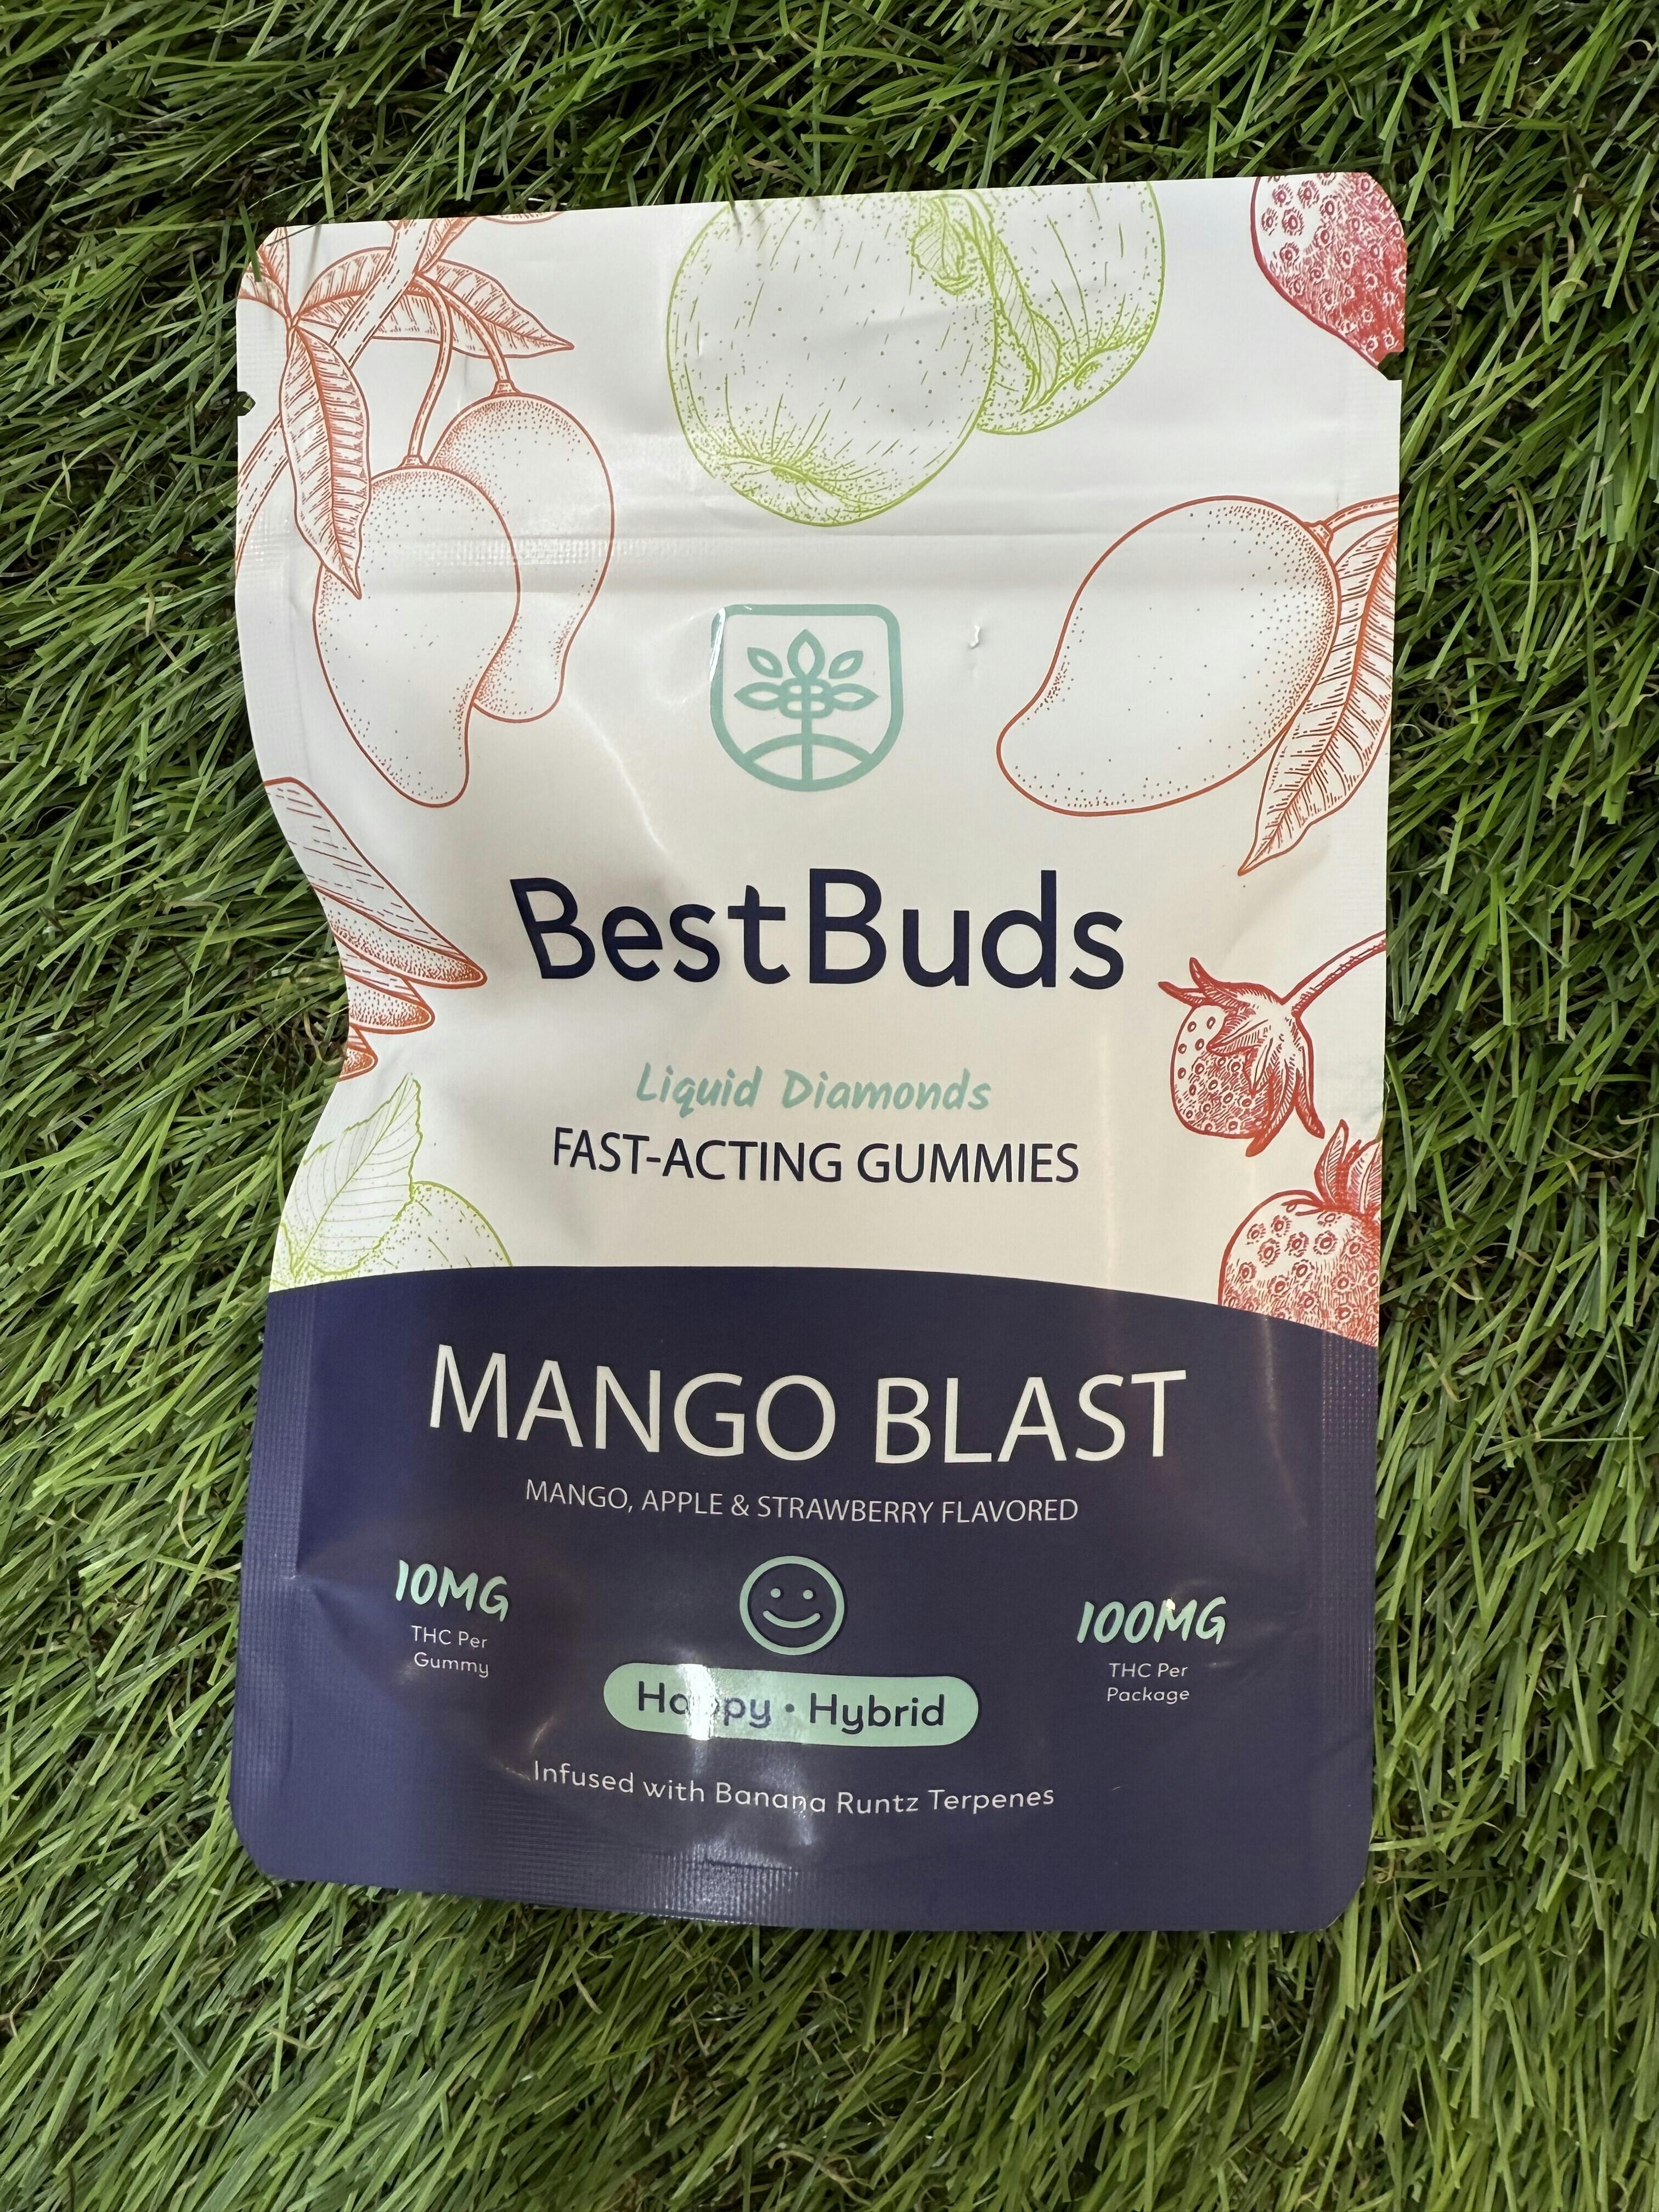 BestBuds
Liquid Diamonds
FAST-ACTING GUMMIES
MANGO BLAST
MANGO, APPLE & STRAWBERRY FLAVORED
10MG
THC Per
Gummy
Happy • Hybrid
100MG
THC Per
Package
Infused with Banana Runtz Terpenes